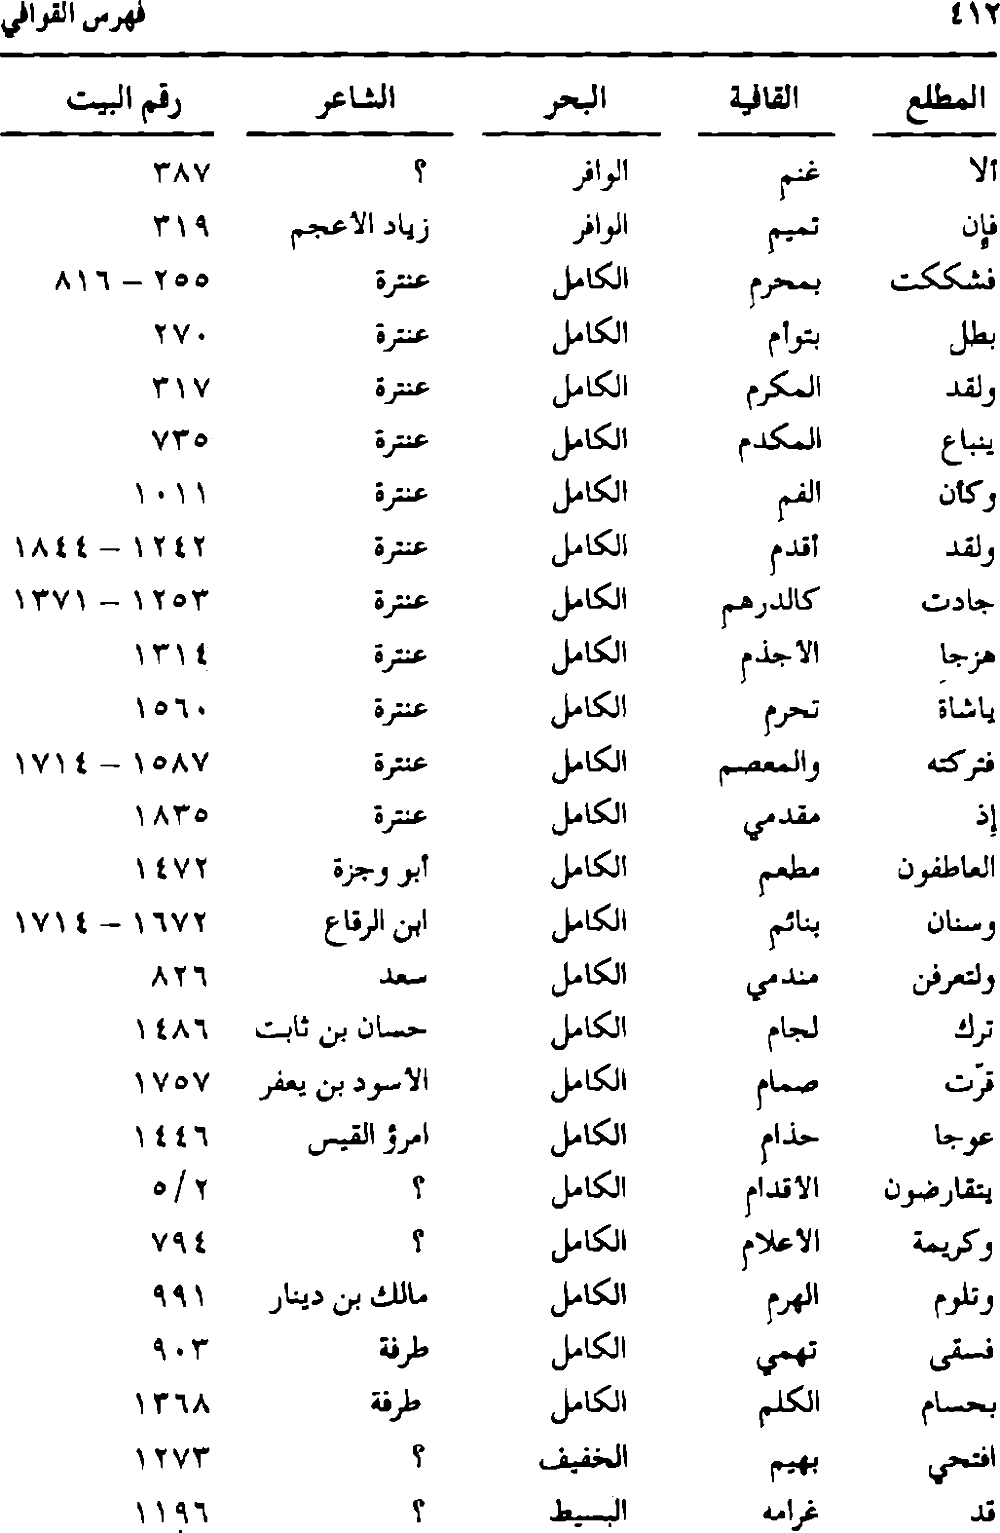 ٤١٢ فهرس القوافي
المطلع القافية البحر الشاعر رقم البيت
ألا غنم الوافر ؟ ٣٨٧
فإن تميم الوافر زياد الأعجم ٣١٩
فشككت بمحرم الكامل عنترة ٢٥٥ – ٨١٦
بطل بتوأم الكامل عنترة ٢٧٠
ولقد المكرم الكامل عنترة ٣١٧
ينباع المكدم الكامل عنترة ٧٣٥
وكأن الفم الكامل عنترة ١٠١١
ولقد أقدم الكامل عنترة ١٢٤٢ – ١٨٤٤
جادت كالدرهم الكامل عنترة ١٢٥٣ – ١٣٧١
هزجا الأجذم الكامل عنترة ١٣١٤
ياشاة تحرم الكامل عنترة ١٥٦٠
فتركته والمعصم الكامل عنترة ١٥٨٧ – ١٧١٤
إذ مقدمي الكامل عنترة ١٨٣٥
العاطفون مطعم الكامل أبو وجزة ١٤٧٢
وسنان بنائم الكامل ابن الرقاع ١٦٧٢ – ١٧١٤
ولتعرفن مندمي الكامل سعد ٨٢٦
ترك لجام الكامل حسان بن ثابت ١٤٨٦
قرّت صمام الكامل الأسود بن يعفر ١٧٥٧
عوجا حذام الكامل امرؤ القيس ١٤٤٦
يتقارضون الأقدام الكامل ؟ ٥/٢
وكريمة الأعلام الكامل ؟ ٧٩٤
وتلوم الهرم الكامل مالك بن دينار ٩٩١
فسقى تهمي الكامل طرفة ٩٠٣
بحسام الكلم الكامل طرفة ١٣٦٨
افتحي بهيم الخفيف ؟ ١٢٧٣
قد غرامه البسيط ؟ ١١٩٦